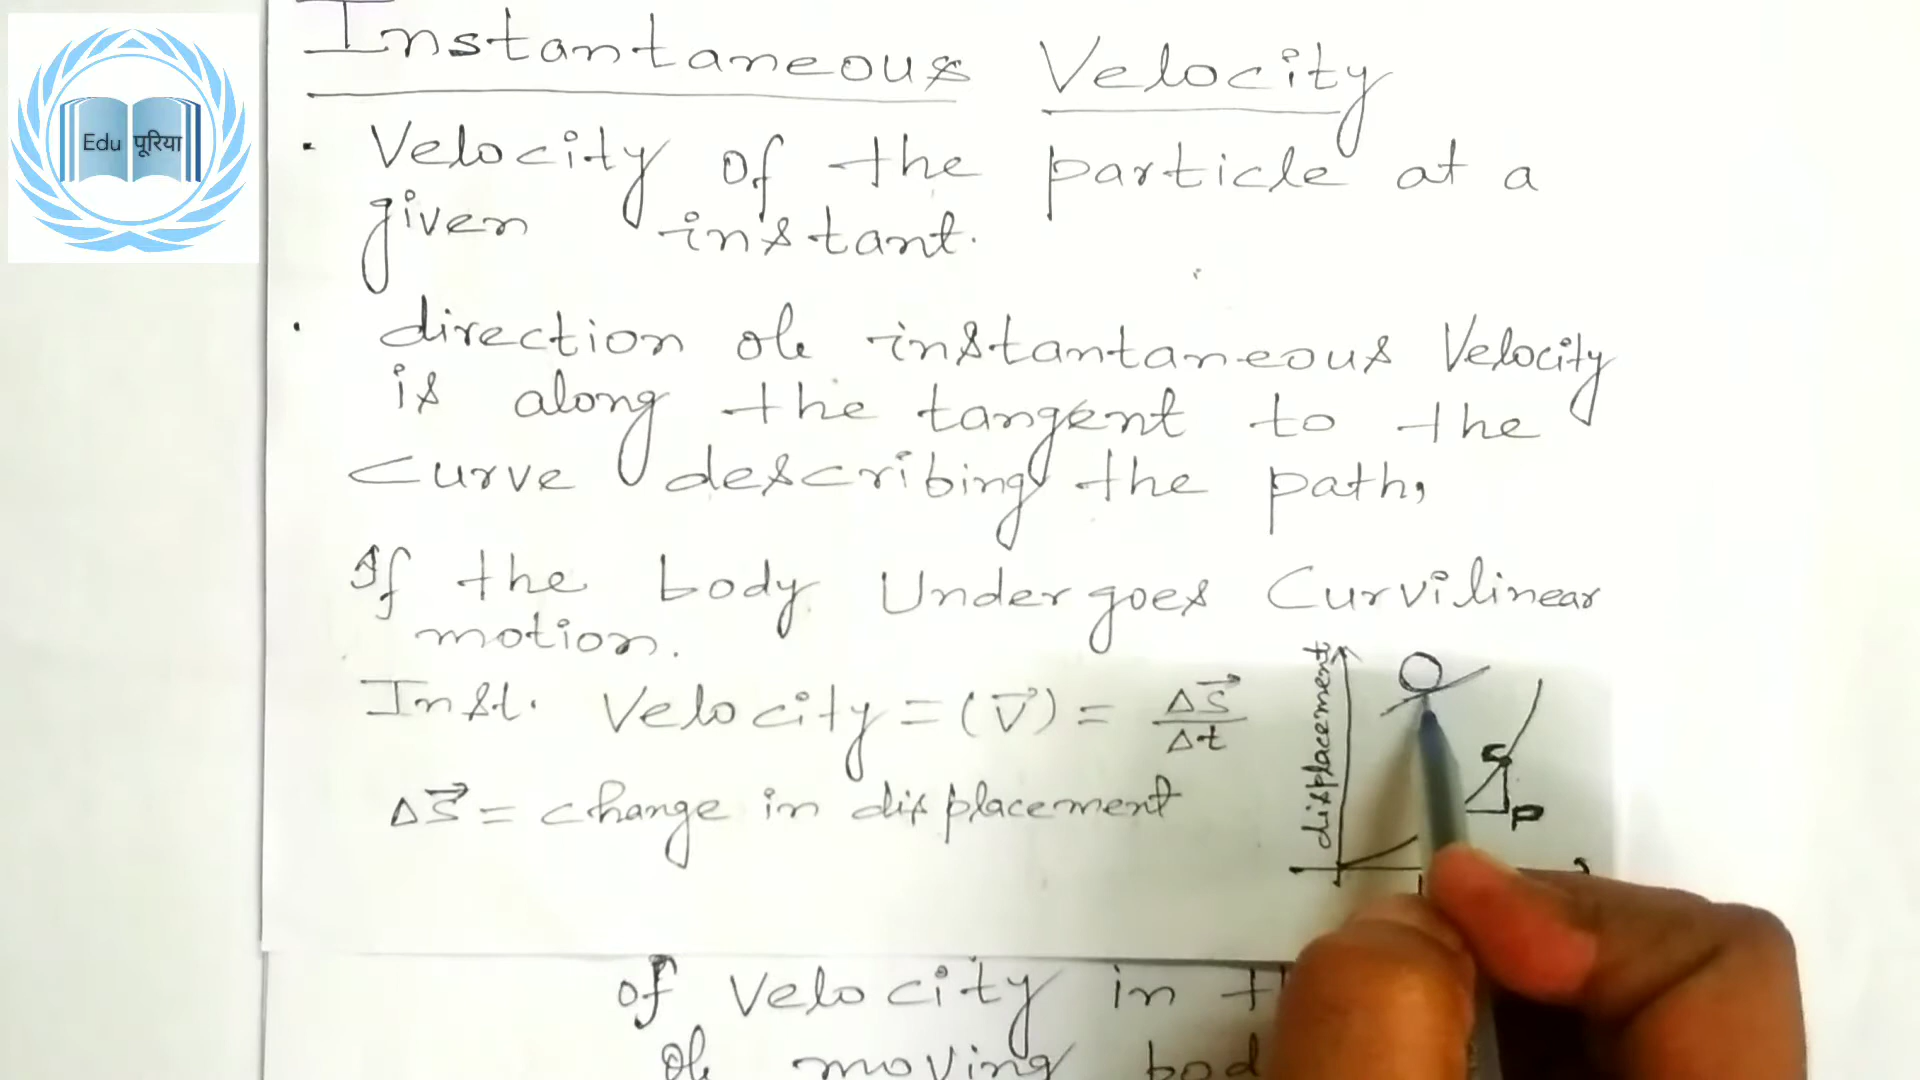 Edu पूरिया
Instantaneous Velocity
· Velocity of the particle at a
given instant.
· direction of instantaneous Velocity
is along the tangent to the
Curve describing the path,
If the body Undergoes Curvilinear
motion.
Inst. Velocity = (v⃗) = Δs⃗/Δt
Δs⃗ = change in displacement
displacement
P
of Velocity in
of moving